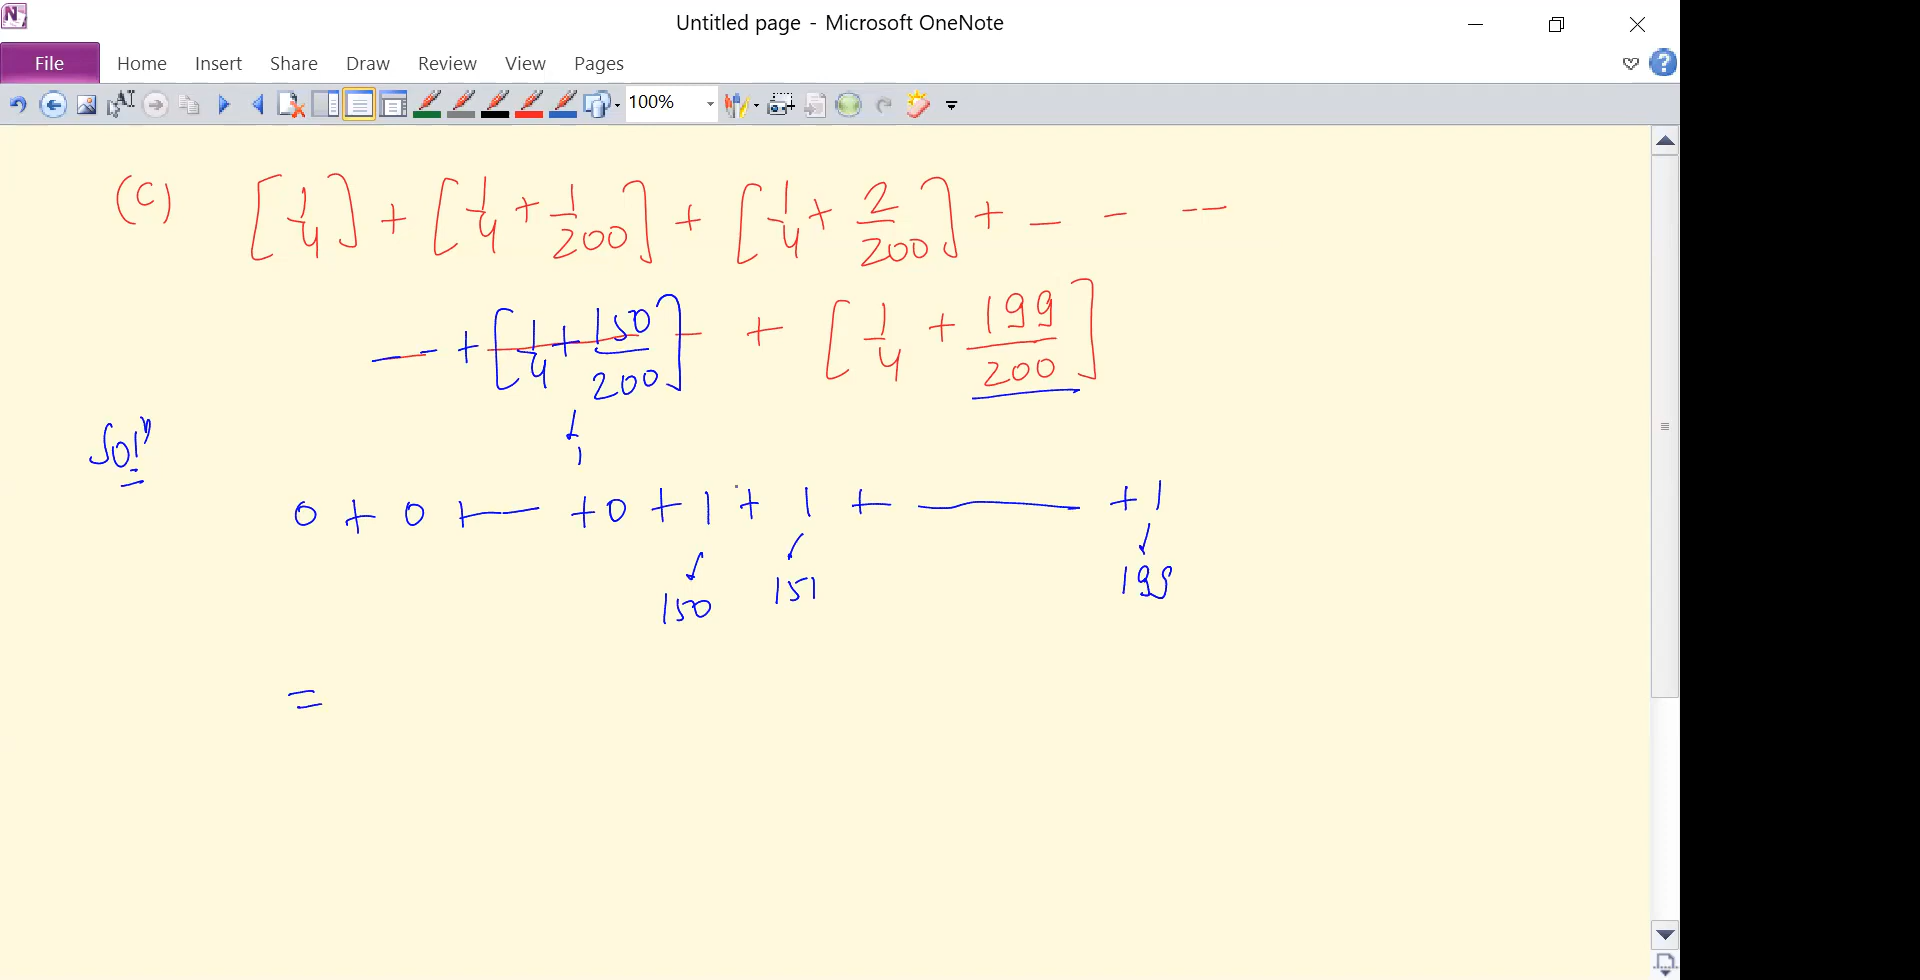 Untitled page - Microsoft OneNote
File Home Insert Share Draw Review View Pages
100%
(C) [1/4] + [1/4 + 1/200] + [1/4 + 2/200] + - - --
-- + [1/4 + 150/200] - + [1/4 + 199/200]
1
Solⁿ
0 + 0 + — + 0 + 1 + 1 + — + 1
150 151 199
=